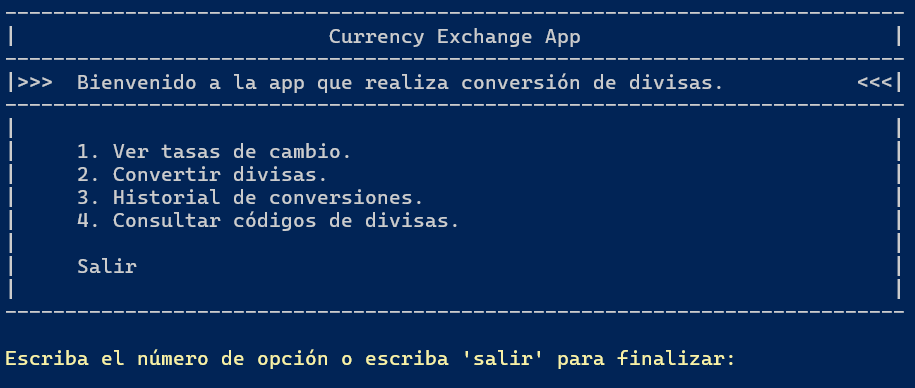 Currency Exchange App
>>> Bienvenido a la app que realiza conversión de divisas. <<<
1. Ver tasas de cambio.
2. Convertir divisas.
3. Historial de conversiones.
4. Consultar códigos de divisas.
Salir
Escriba el número de opción o escriba 'salir' para finalizar: